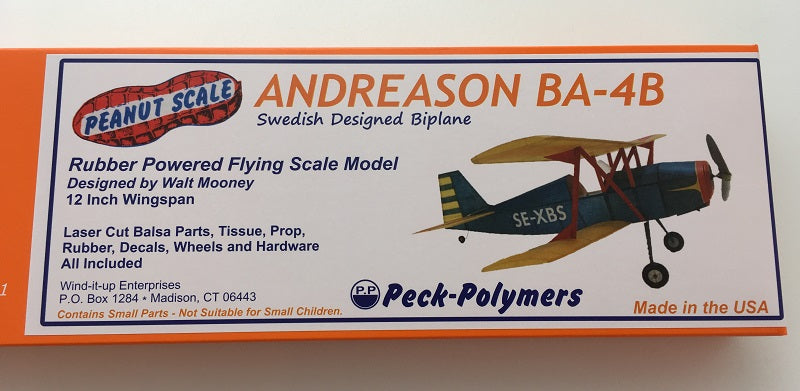 PEANUT SCALE
ANDREASON BA-4B
Swedish Designed Biplane
Rubber Powered Flying Scale Model
Designed by Walt Mooney
12 Inch Wingspan
SE-XBS
Laser Cut Balsa Parts, Tissue, Prop,
Rubber, Decals, Wheels and Hardware
All Included
Wind-it-up Enterprises
P.O. Box 1284 * Madison, CT 06443
Contains Small Parts - Not Suitable for Small Children.
P.P
Peck-Polymers
Made in the USA
1